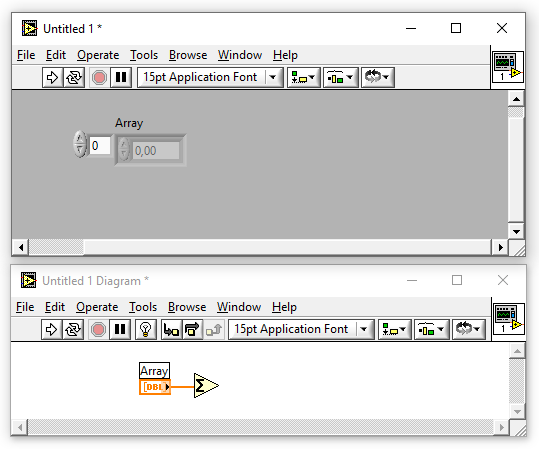 Untitled 1 *
File Edit Operate Tools Browse Window Help
15pt Application Font
1
Array
0 0,00
Untitled 1 Diagram *
File Edit Operate Tools Browse Window Help
15pt Application Font
1
Array
[DBL]
Σ